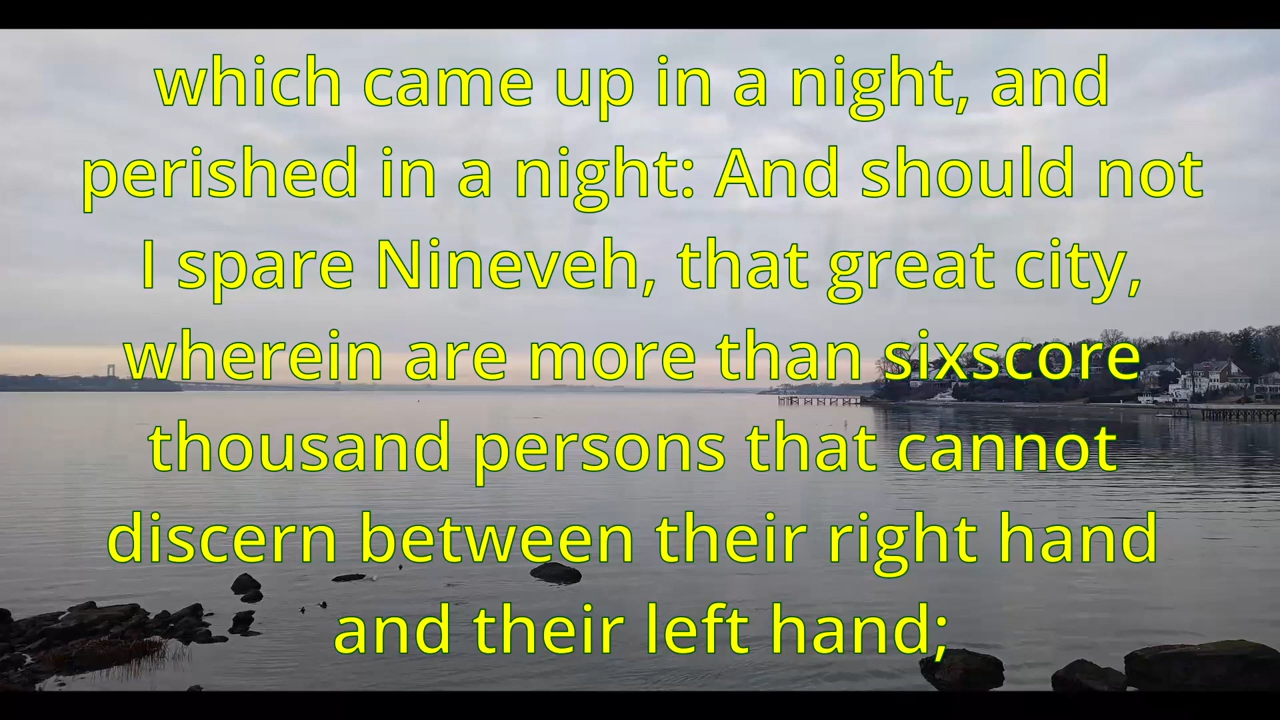 which came up in a night, and
perished in a night: And should not
I spare Nineveh, that great city,
wherein are more than sixscore
thousand persons that cannot
discern between their right hand
and their left hand;